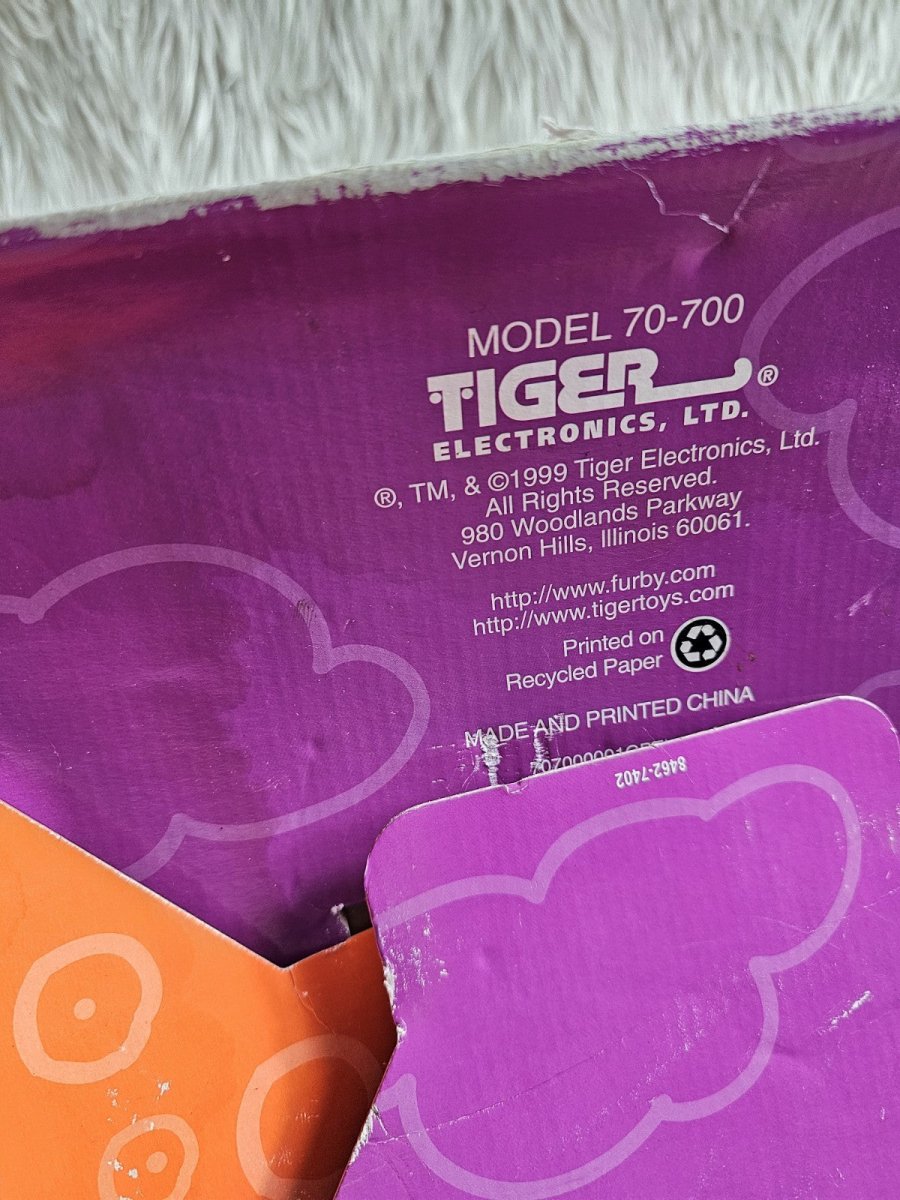 MODEL 70-700
TIGER®
ELECTRONICS, LTD.
®, TM, & ©1999 Tiger Electronics, Ltd.
All Rights Reserved.
980 Woodlands Parkway
Vernon Hills, Illinois 60061.
http://www.furby.com
http://www.tigertoys.com
Printed on
Recycled Paper
MADE AND PRINTED CHINA
8462-7402